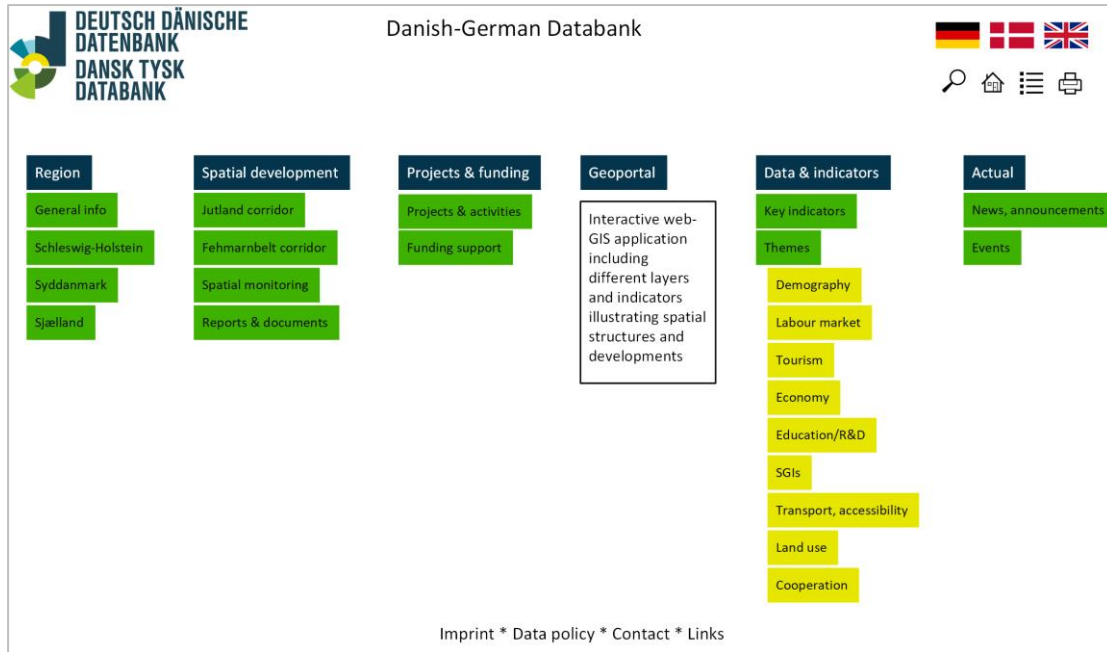 DEUTSCH DÄNISCHE
DATENBANK
DANSK TYSK
DATABANK
Danish-German Databank
Region
General info
Schleswig-Holstein
Syddanmark
Sjælland
Spatial development
Jutland corridor
Fehmarnbelt corridor
Spatial monitoring
Reports & documents
Projects & funding
Projects & activities
Funding support
Geoportal
Interactive web-
GIS application
including
different layers
and indicators
illustrating spatial
structures and
developments
Data & indicators
Key indicators
Themes
Demography
Labour market
Tourism
Economy
Education/R&D
SGIs
Transport, accessibility
Land use
Cooperation
Actual
News, announcements
Events
Imprint * Data policy * Contact * Links